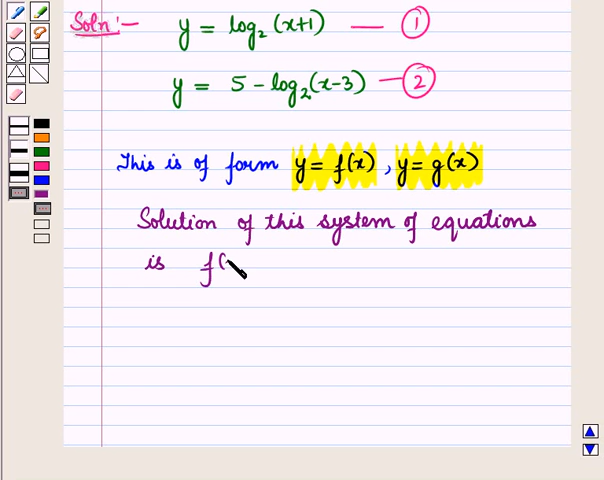 Soln:-
y = log₂(x+1) — ①
y = 5 - log₂(x-3) — ②
This is of form y = f(x), y = g(x)
Solution of this system of equations
is f(